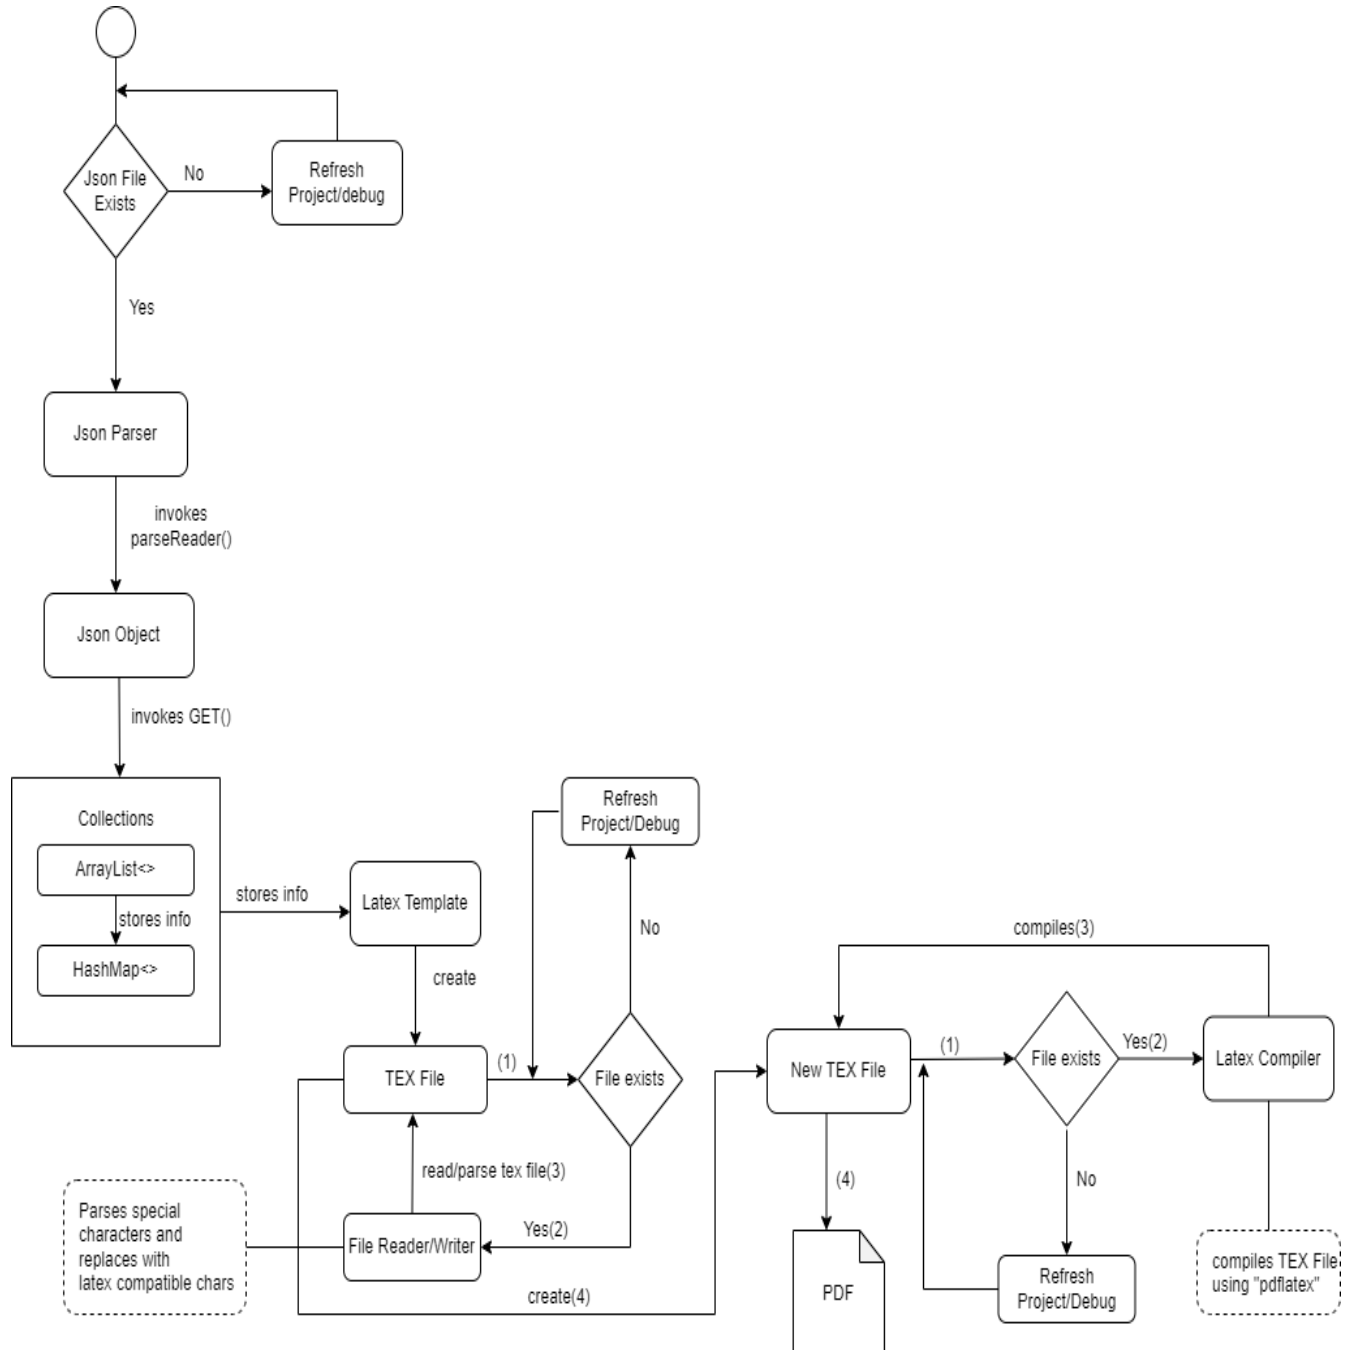 Json File
Exists
No
Refresh
Project/debug
Yes
Json Parser
invokes
parseReader()
Json Object
invokes GET()
Collections
ArrayList<>
stores info
HashMap<>
stores info
Latex Template
create
Refresh
Project/Debug
No
TEX File
(1)
File exists
read/parse tex file(3)
Yes(2)
File Reader/Writer
Parses special
characters and
replaces with
latex compatible chars
create(4)
compiles(3)
New TEX File
(1)
File exists
Yes(2)
Latex Compiler
(4)
No
PDF
Refresh
Project/Debug
compiles TEX File
using "pdflatex"